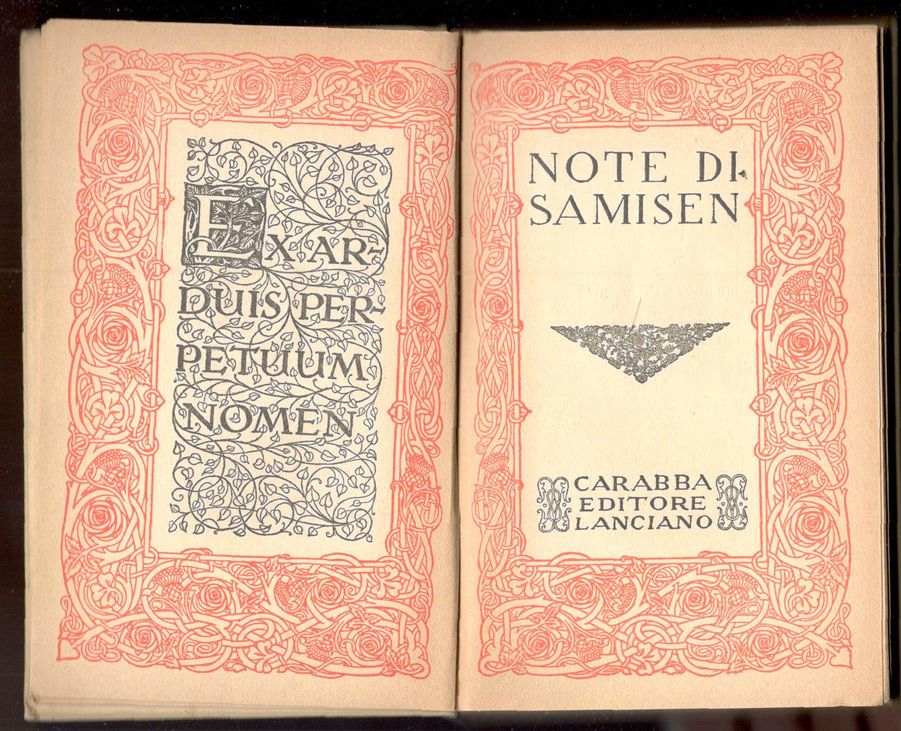 EX AR-
DUIS PER-
PETUUM
NOMEN
NOTE DI
SAMISEN
CARABBA
EDITORE
LANCIANO